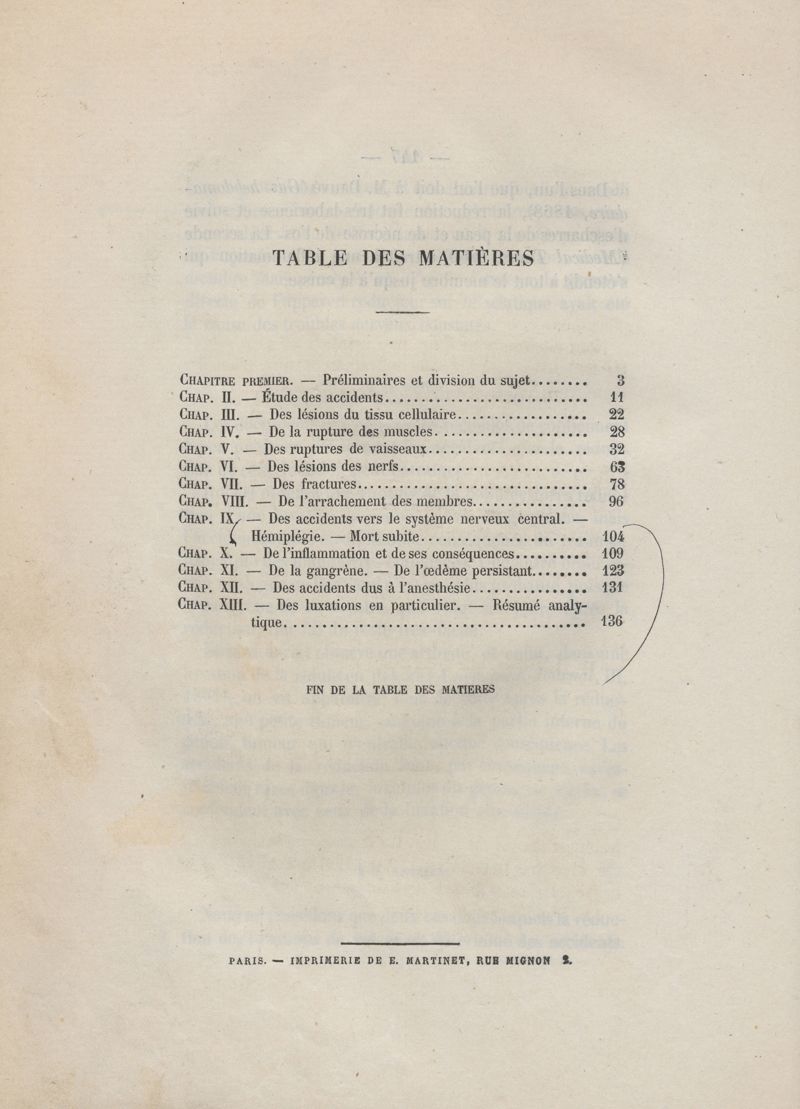 TABLE DES MATIÈRES
CHAPITRE PREMIER. — Préliminaires et division du sujet........ 3
CHAP. II. — Étude des accidents............................ 11
CHAP. III. — Des lésions du tissu cellulaire.................. 22
CHAP. IV. — De la rupture des muscles..................... 28
CHAP. V. — Des ruptures de vaisseaux...................... 32
CHAP. VI. — Des lésions des nerfs.......................... 63
CHAP. VII. — Des fractures................................ 78
CHAP. VIII. — De l'arrachement des membres................ 96
CHAP. IX. — Des accidents vers le système nerveux central. —
Hémiplégie. — Mort subite....................... 104
CHAP. X. — De l'inflammation et de ses conséquences.......... 109
CHAP. XI. — De la gangrène. — De l'œdème persistant........ 123
CHAP. XII. — Des accidents dus à l'anesthésie................ 131
CHAP. XIII. — Des luxations en particulier. — Résumé analy-
tique........................................ 136
FIN DE LA TABLE DES MATIERES
PARIS. — IMPRIMERIE DE E. MARTINET, RUE MIGNON 2.